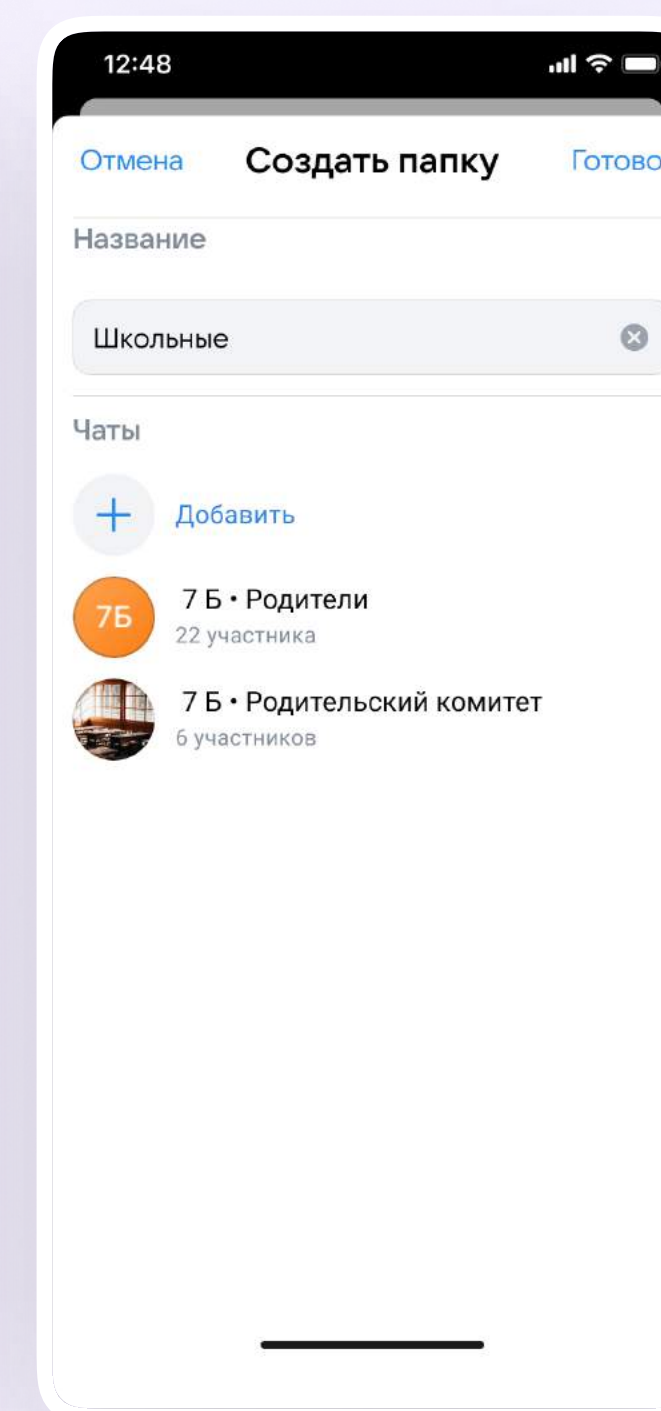 12:48
Отмена Создать папку Готово
Название
Школьные
Чаты
Добавить
7Б
7 Б • Родители
22 участника
7 Б • Родительский комитет
6 участников